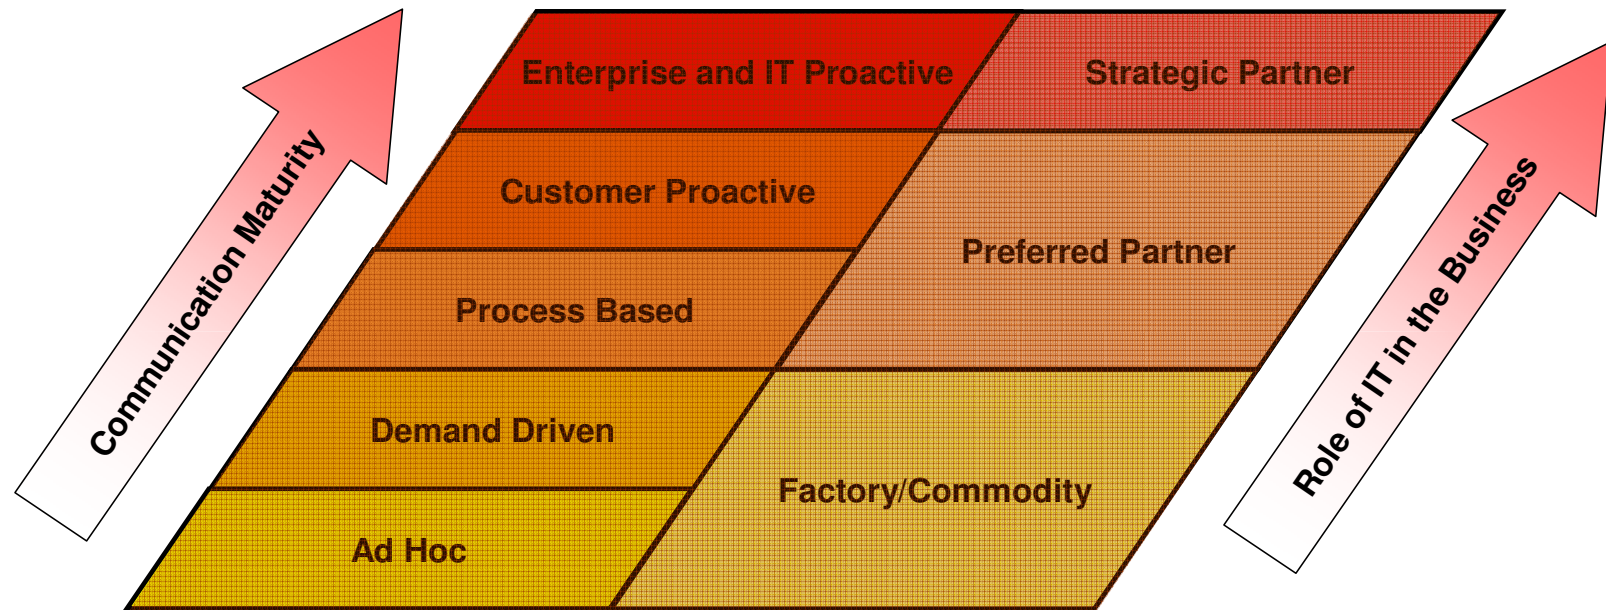 Communication Maturity
Enterprise and IT Proactive
Strategic Partner
Customer Proactive
Preferred Partner
Process Based
Demand Driven
Factory/Commodity
Ad Hoc
Role of IT in the Business